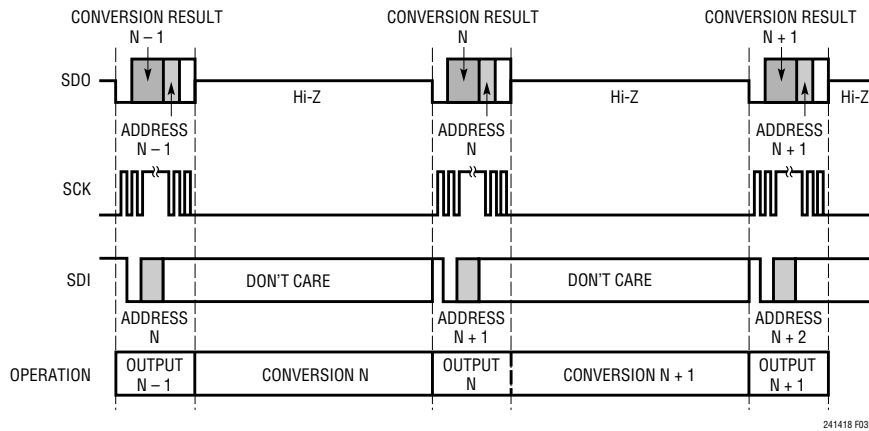 CONVERSION RESULT
N – 1
CONVERSION RESULT
N
CONVERSION RESULT
N + 1
SDO
Hi-Z
Hi-Z
Hi-Z
ADDRESS
N – 1
ADDRESS
N
ADDRESS
N + 1
SCK
SDI
DON'T CARE
DON'T CARE
ADDRESS
N
ADDRESS
N + 1
ADDRESS
N + 2
OPERATION
OUTPUT
N – 1
CONVERSION N
OUTPUT
N
CONVERSION N + 1
OUTPUT
N + 1
241418 F03